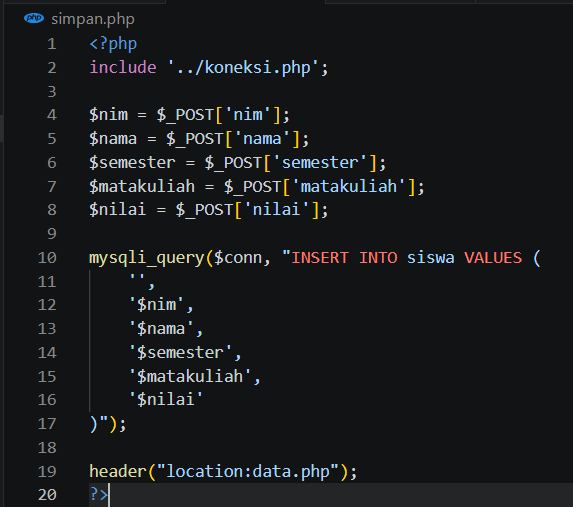 php simpan.php
1 <?php
2 include '../koneksi.php';
3
4 $nim = $_POST['nim'];
5 $nama = $_POST['nama'];
6 $semester = $_POST['semester'];
7 $matakuliah = $_POST['matakuliah'];
8 $nilai = $_POST['nilai'];
9
10 mysqli_query($conn, "INSERT INTO siswa VALUES (
11     '',
12     '$nim',
13     '$nama',
14     '$semester',
15     '$matakuliah',
16     '$nilai'
17 )");
18
19 header("location:data.php");
20 ?>